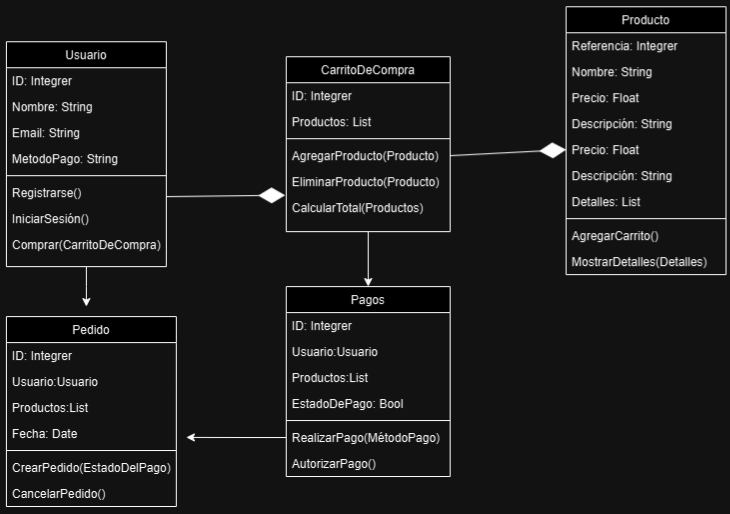 Usuario
ID: Integrer
Nombre: String
Email: String
MetodoPago: String
Registrarse()
IniciarSesión()
Comprar(CarritoDeCompra)
CarritoDeCompra
ID: Integrer
Productos: List
AgregarProducto(Producto)
EliminarProducto(Producto)
CalcularTotal(Productos)
Producto
Referencia: Integrer
Nombre: String
Precio: Float
Descripción: String
Precio: Float
Descripción: String
Detalles: List
AgregarCarrito()
MostrarDetalles(Detalles)
Pedido
ID: Integrer
Usuario:Usuario
Productos:List
Fecha: Date
CrearPedido(EstadoDelPago)
CancelarPedido()
Pagos
ID: Integrer
Usuario:Usuario
Productos:List
EstadoDePago: Bool
RealizarPago(MétodoPago)
AutorizarPago()